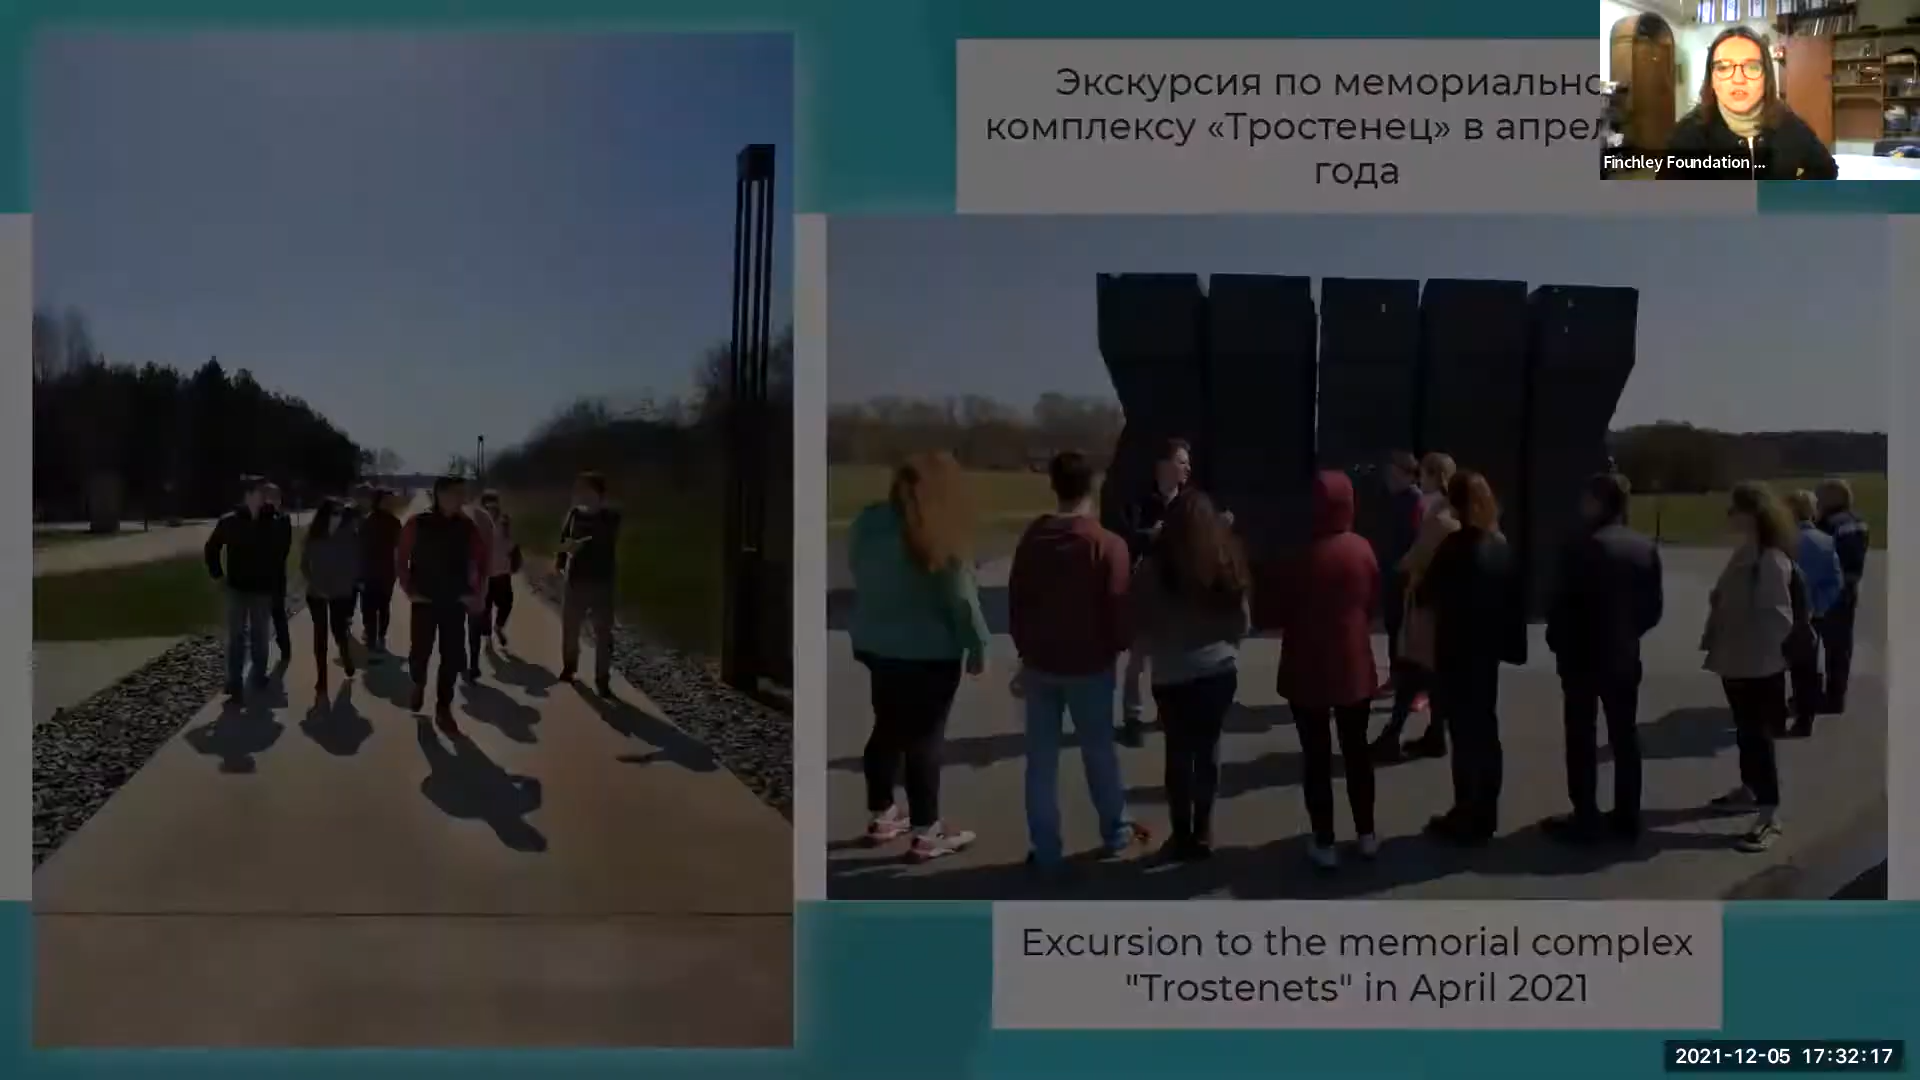 Экскурсия по мемориально
комплексу «Тростенец» в апрел
года
Finchley Foundation ...
Excursion to the memorial complex
"Trostenets" in April 2021
2021-12-05 17:32:17